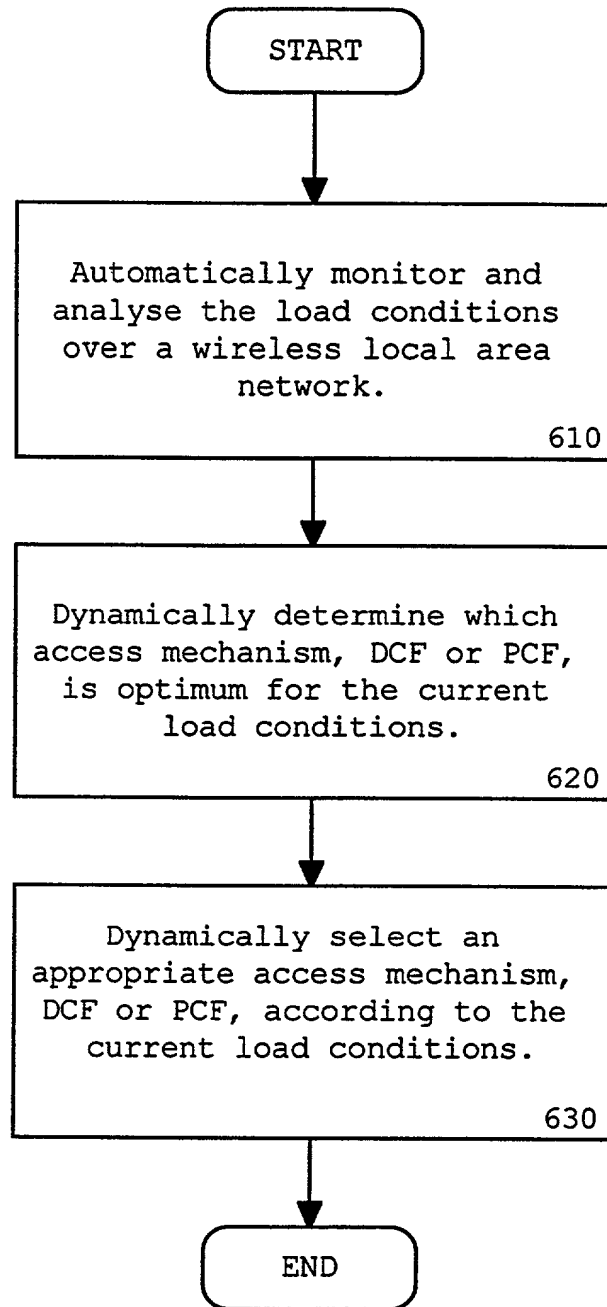 START
Automatically monitor and
analyse the load conditions
over a wireless local area
network.
610
Dynamically determine which
access mechanism, DCF or PCF,
is optimum for the current
load conditions.
620
Dynamically select an
appropriate access mechanism,
DCF or PCF, according to the
current load conditions.
630
END